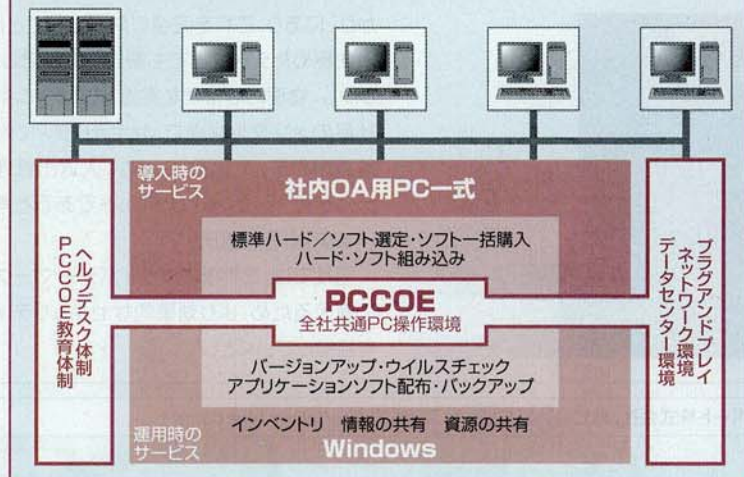 導入時の
サービス
社内OA用PC一式
標準ハード／ソフト選定・ソフト一括購入
ハード・ソフト組み込み
PCCOE
全社共通PC操作環境
バージョンアップ・ウイルスチェック
アプリケーションソフト配布・バックアップ
インベントリ 情報の共有 資源の共有
運用時の
サービス
Windows
ヘルプデスク体制
PCCOE教育体制
プラグアンドプレイ
ネットワーク環境
データセンター環境